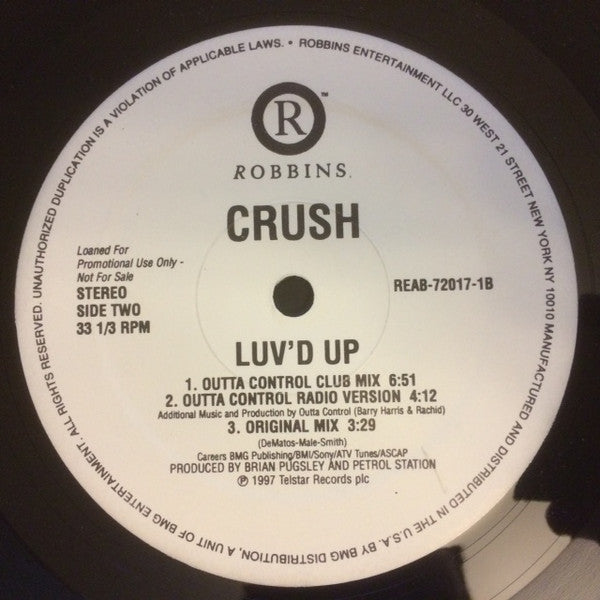 R ™
ROBBINS.
CRUSH
Loaned For
Promotional Use Only -
Not For Sale
STEREO
SIDE TWO
33 1/3 RPM
REAB-72017-1B
LUV'D UP
1. OUTTA CONTROL CLUB MIX 6:51
2. OUTTA CONTROL RADIO VERSION 4:12
Additional Music and Production by Outta Control (Barry Harris & Rachid)
3. ORIGINAL MIX 3:29
(DeMatos-Male-Smith)
Careers BMG Publishing/BMI/Sony/ATV Tunes/ASCAP
PRODUCED BY BRIAN PUGSLEY AND PETROL STATION
℗ 1997 Telstar Records plc
• ROBBINS ENTERTAINMENT LLC 30 WEST 21 STREET NEW YORK NY 10010 MANUFACTURED AND DISTRIBUTED IN THE U.S.A. BY BMG DISTRIBUTION, A UNIT OF BMG ENTERTAINMENT. ALL RIGHTS RESERVED. UNAUTHORIZED DUPLICATION IS A VIOLATION OF APPLICABLE LAWS.